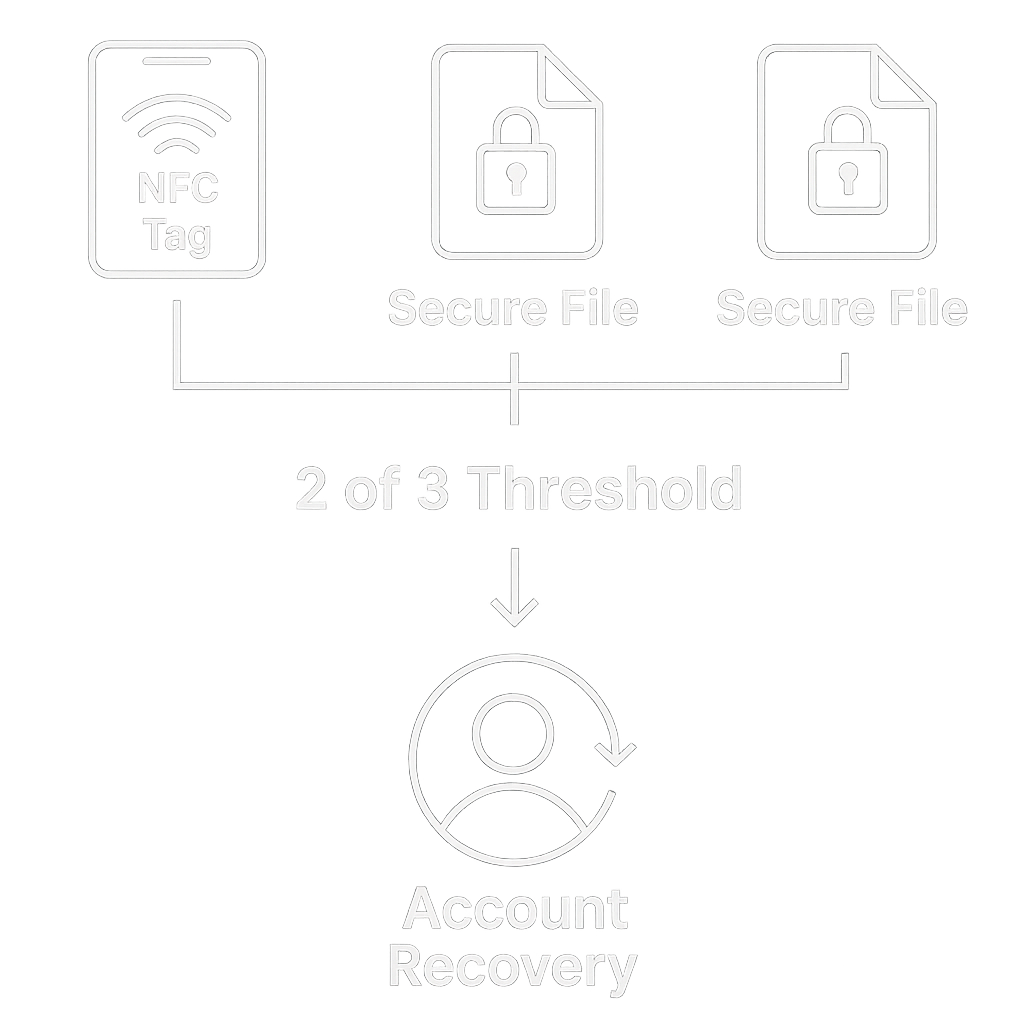 NFC
Tag
Secure File
Secure File
2 of 3 Threshold
Account
Recovery